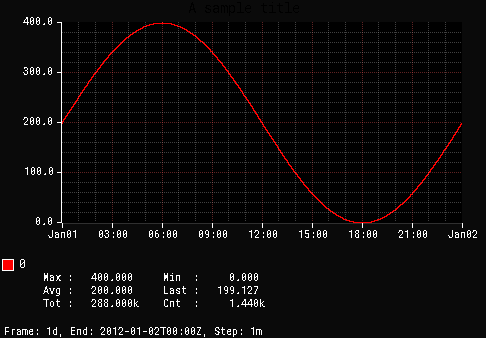 A sample title
400.0
300.0
200.0
100.0
0.0
Jan01 03:00 06:00 09:00 12:00 15:00 18:00 21:00 Jan02
0
Max : 400.000 Min : 0.000
Avg : 200.000 Last : 199.127
Tot : 288.000k Cnt : 1.440k
Frame: 1d, End: 2012-01-02T00:00Z, Step: 1m